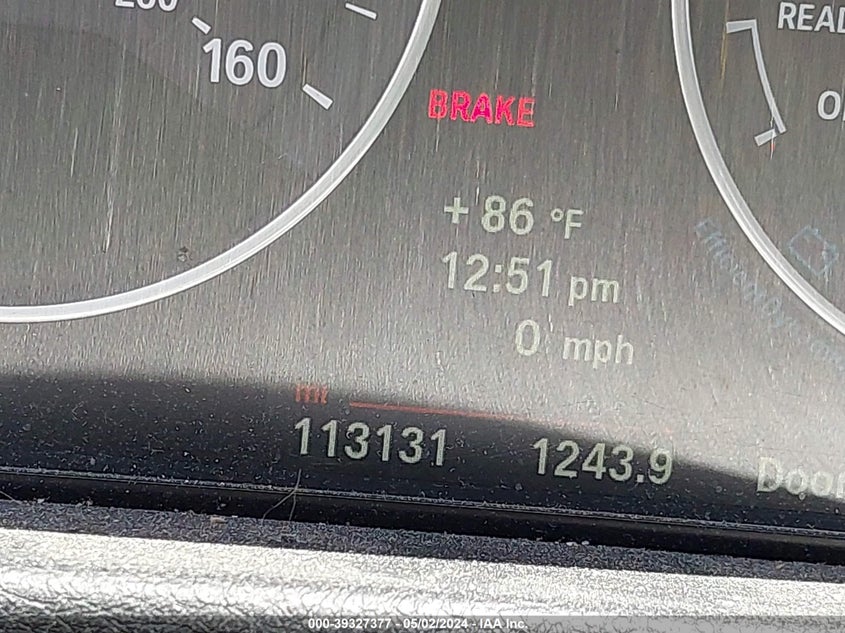 160
READ
BRAKE
+ 86 °F
12:51 pm
0 mph
mi
113131 1243.9 Door
000-39327377 - 05/02/2024 - IAA Inc.